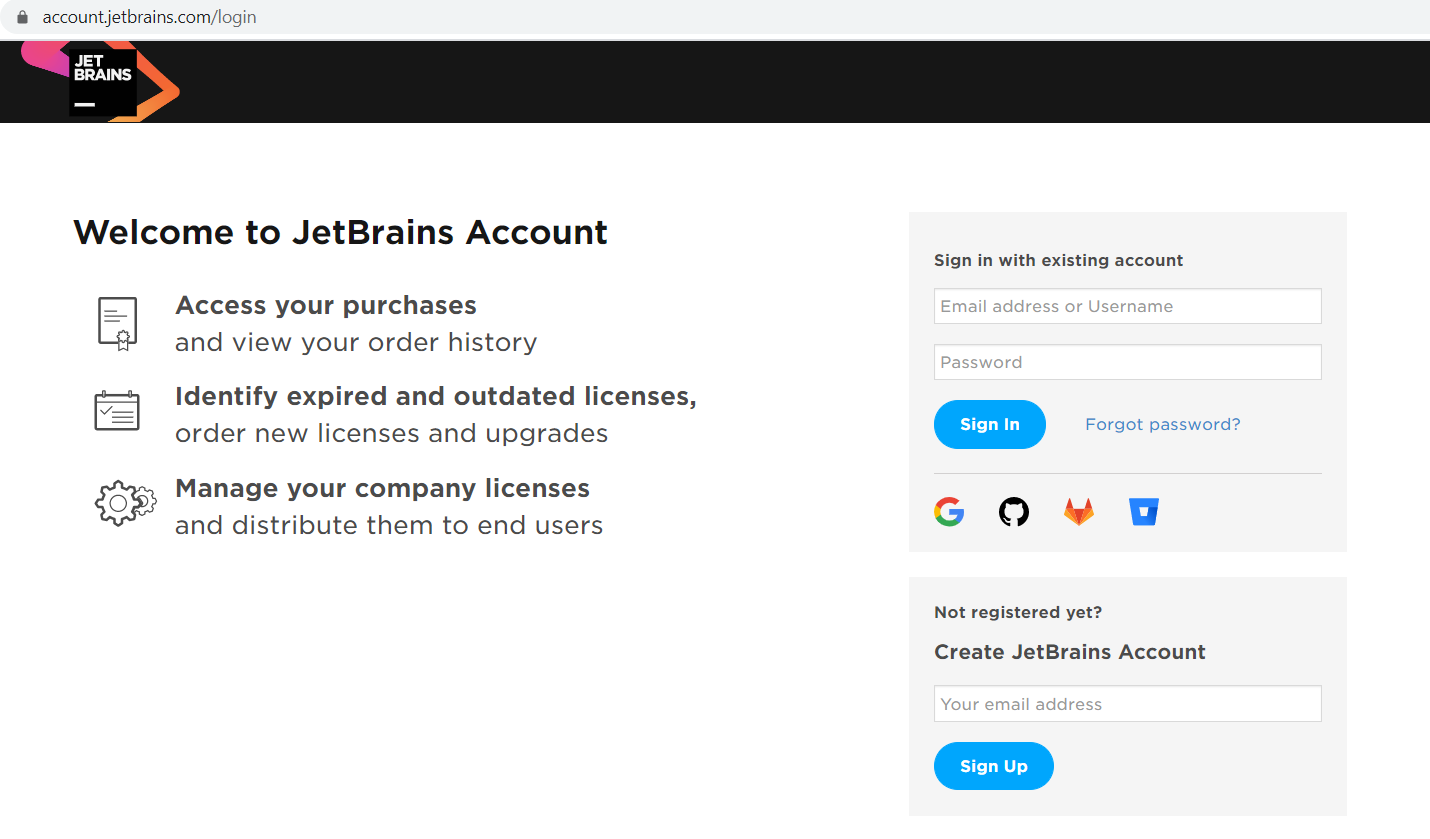 account.jetbrains.com/login
JET
BRAINS
Welcome to JetBrains Account
Access your purchases
and view your order history
Identify expired and outdated licenses,
order new licenses and upgrades
Manage your company licenses
and distribute them to end users
Sign in with existing account
Email address or Username
Password
Sign In
Forgot password?
Not registered yet?
Create JetBrains Account
Your email address
Sign Up